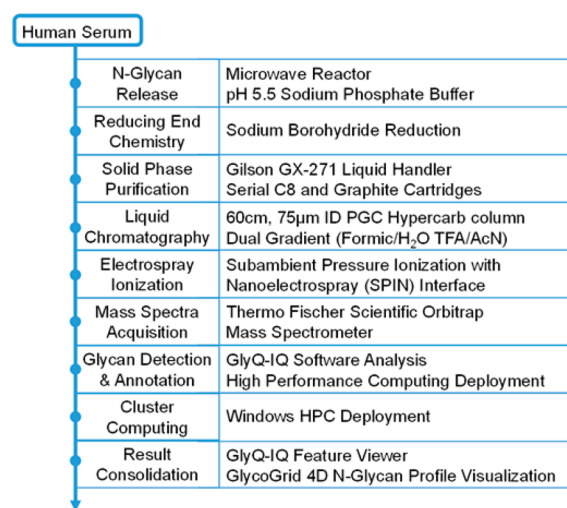 Human Serum
N-Glycan
Release
Microwave Reactor
pH 5.5 Sodium Phosphate Buffer
Reducing End
Chemistry
Sodium Borohydride Reduction
Solid Phase
Purification
Gilson GX-271 Liquid Handler
Serial C8 and Graphite Cartridges
Liquid
Chromatography
60cm, 75µm ID PGC Hypercarb column
Dual Gradient (Formic/H₂O TFA/AcN)
Electrospray
Ionization
Subambient Pressure Ionization with
Nanoelectrospray (SPIN) Interface
Mass Spectra
Acquisition
Thermo Fischer Scientific Orbitrap
Mass Spectrometer
Glycan Detection
& Annotation
GlyQ-IQ Software Analysis
High Performance Computing Deployment
Cluster
Computing
Windows HPC Deployment
Result
Consolidation
GlyQ-IQ Feature Viewer
GlycoGrid 4D N-Glycan Profile Visualization